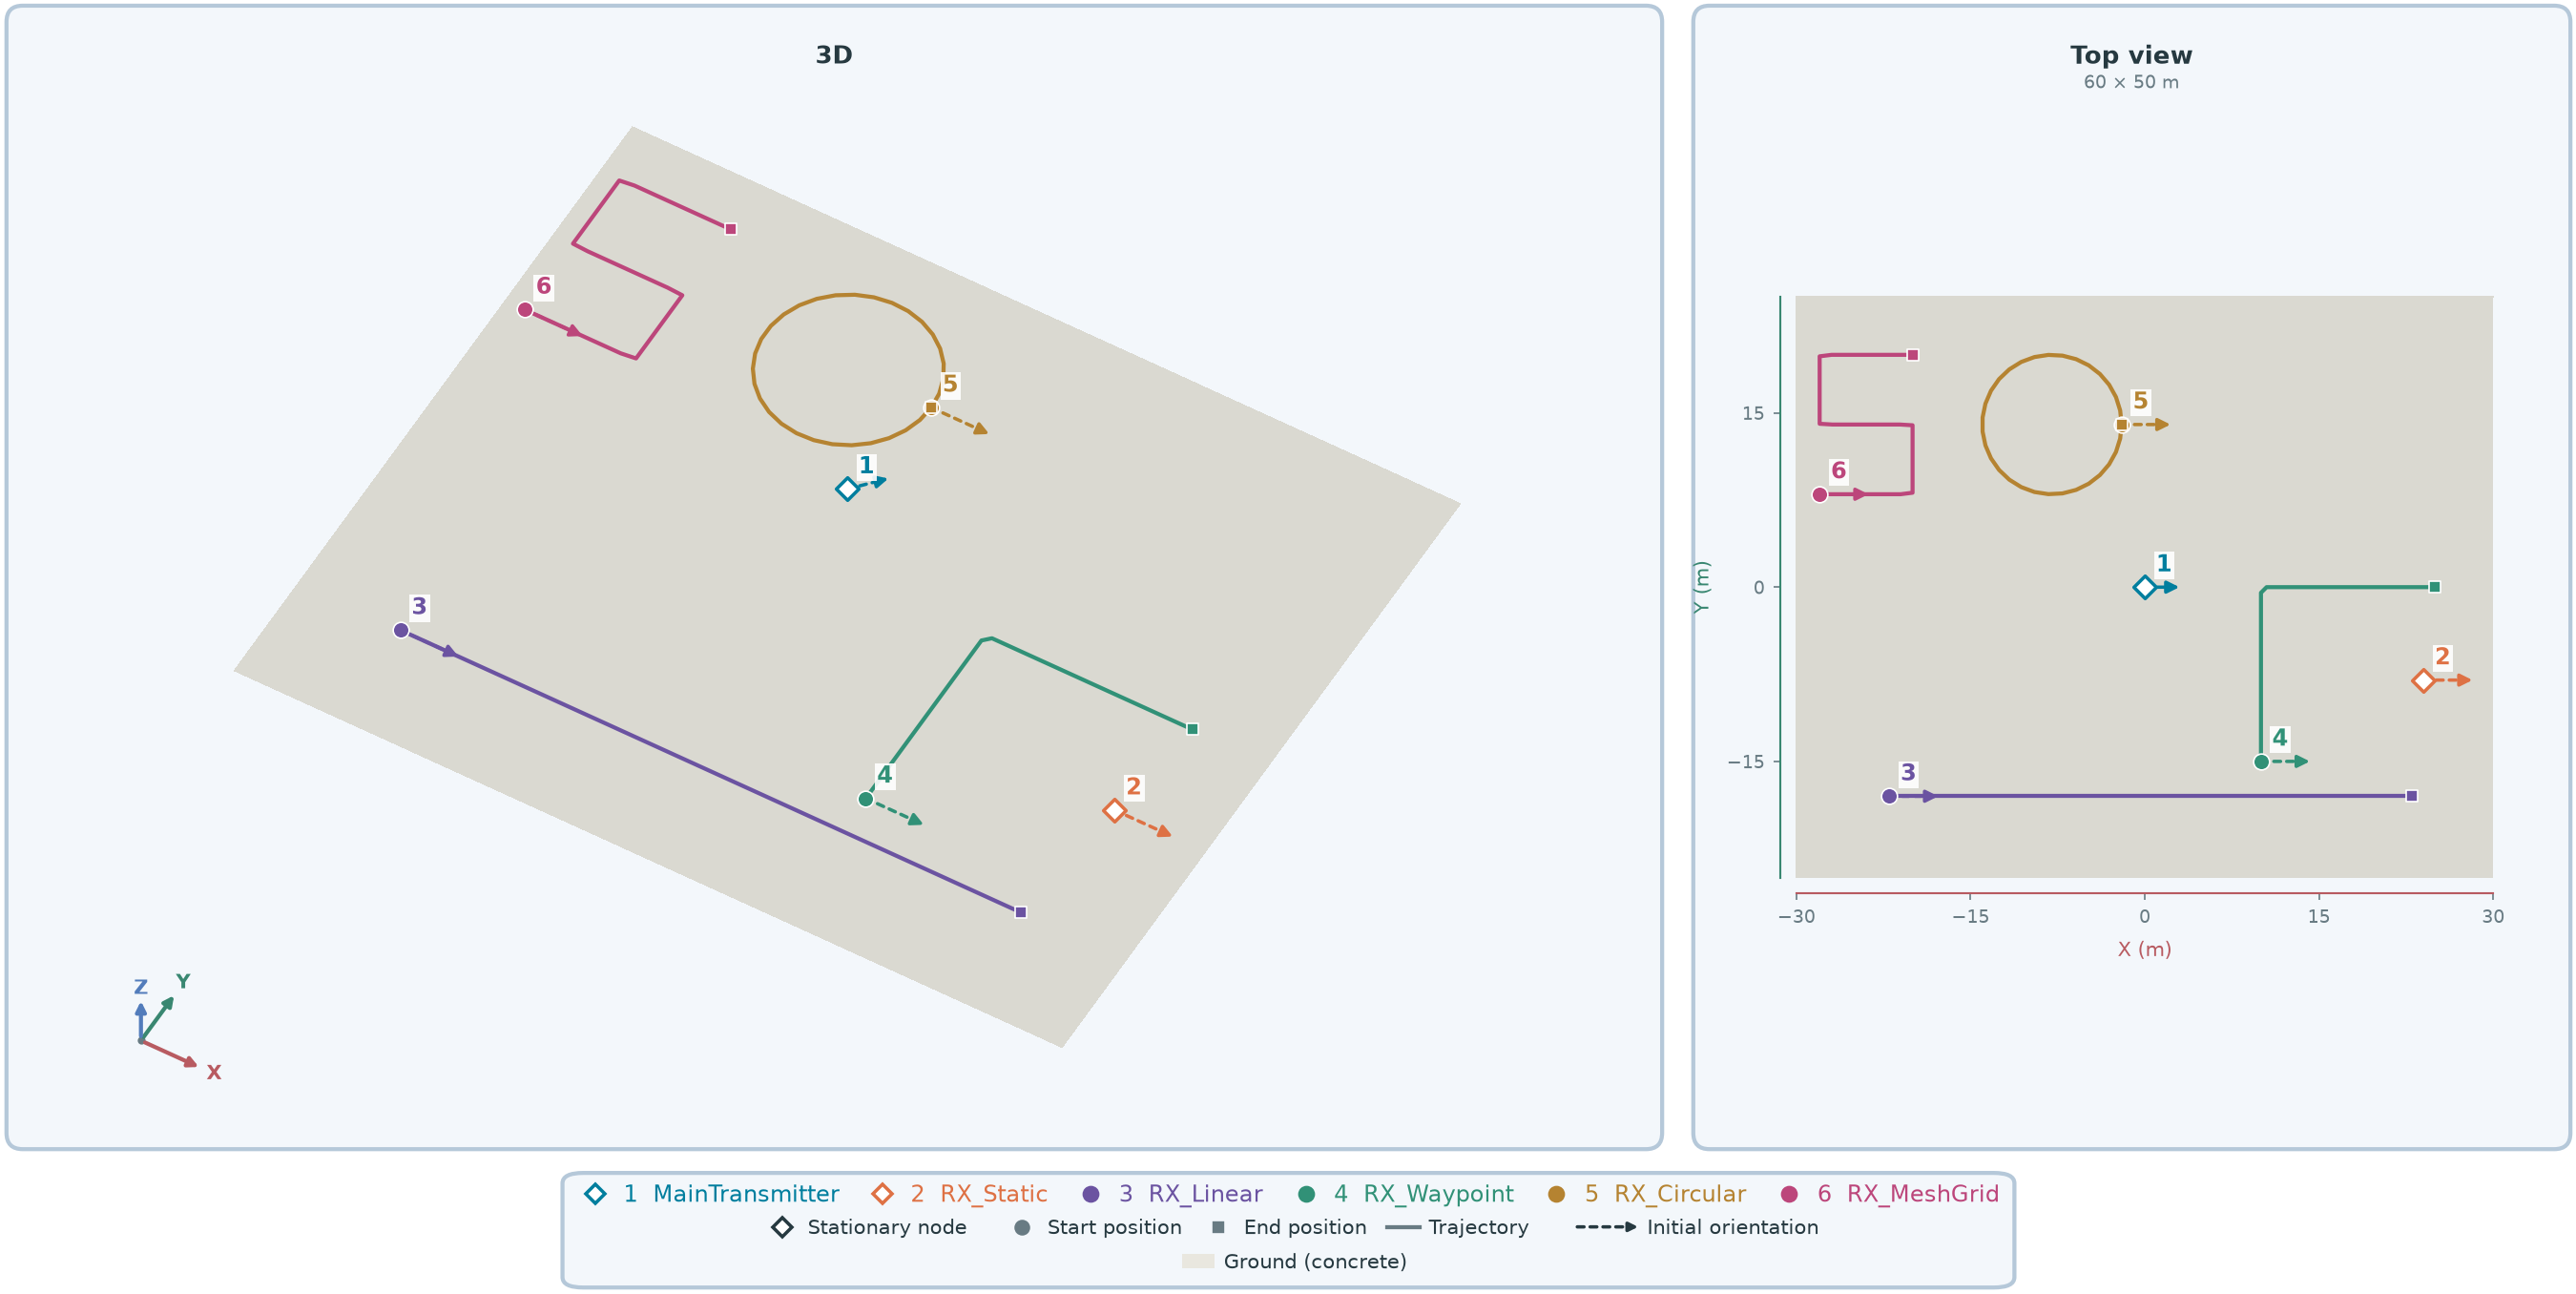 3D
6
5
1
3
4
2
Z
Y
X
Top view
60 × 50 m
Y (m)
15
0
−15
6
5
1
2
4
3
−30
−15
0
15
30
X (m)
1 MainTransmitter
2 RX_Static
3 RX_Linear
4 RX_Waypoint
5 RX_Circular
6 RX_MeshGrid
Stationary node
Start position
End position
Trajectory
Initial orientation
Ground (concrete)